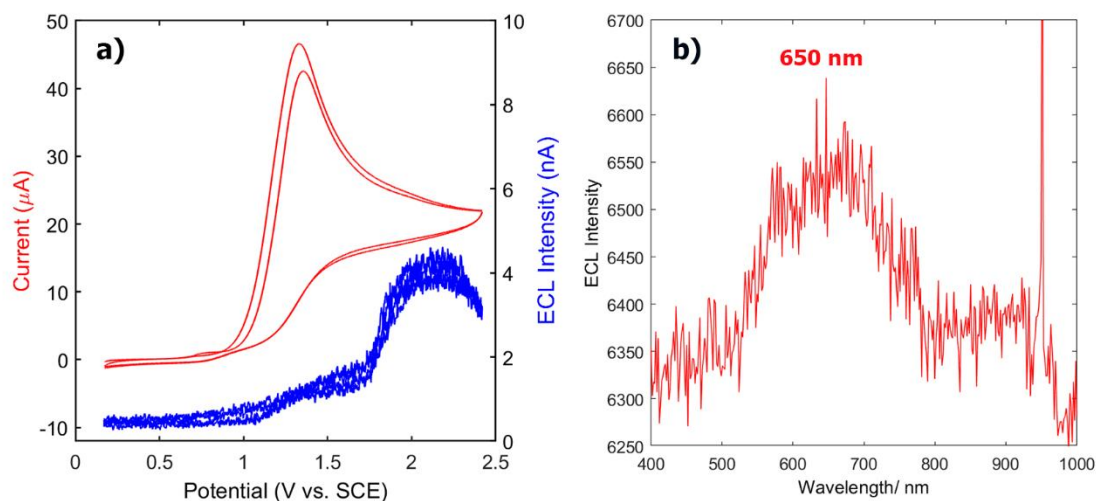 a)
50
40
30
20
10
0
-10
Current (μA)
10
8
6
4
2
0
ECL Intensity (nA)
0 0.5 1 1.5 2 2.5
Potential (V vs. SCE)
b)
650 nm
6700
6650
6600
6550
6500
6450
6400
6350
6300
6250
ECL Intensity
400 500 600 700 800 900 1000
Wavelength/ nm